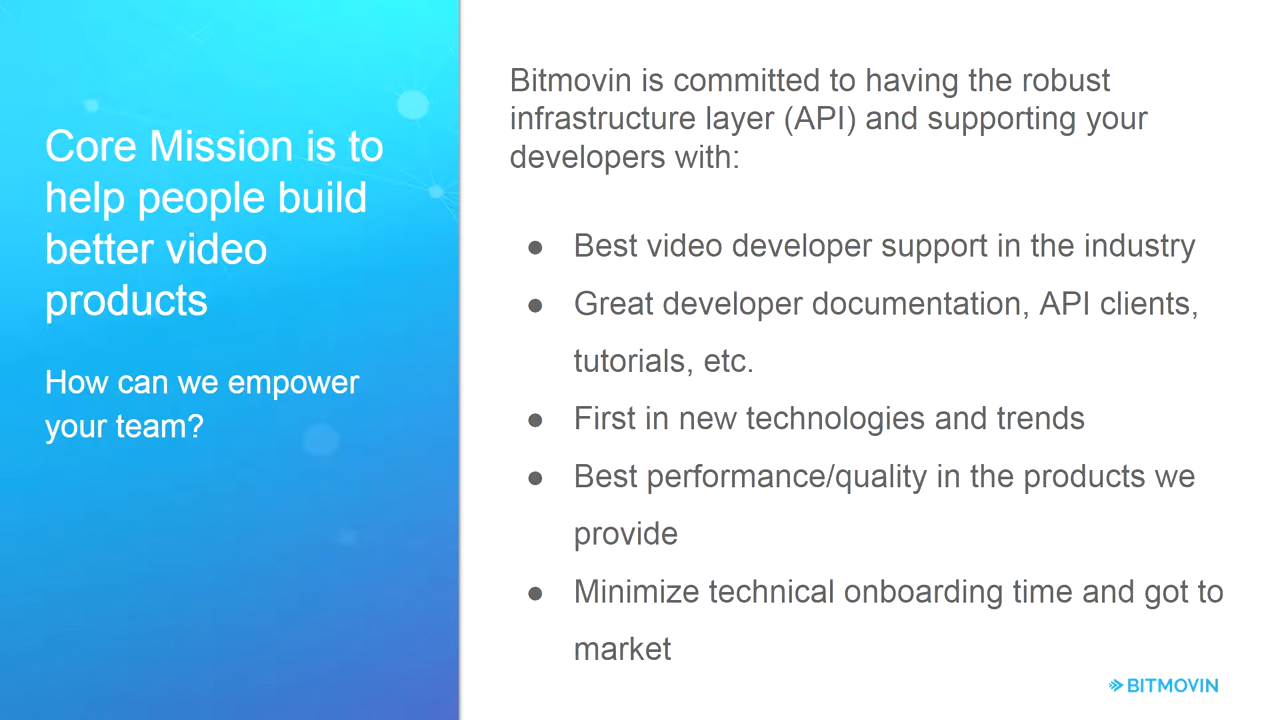 Core Mission is to
help people build
better video
products
How can we empower
your team?
Bitmovin is committed to having the robust
infrastructure layer (API) and supporting your
developers with:
● Best video developer support in the industry
● Great developer documentation, API clients,
tutorials, etc.
● First in new technologies and trends
● Best performance/quality in the products we
provide
● Minimize technical onboarding time and got to
market
BITMOVIN